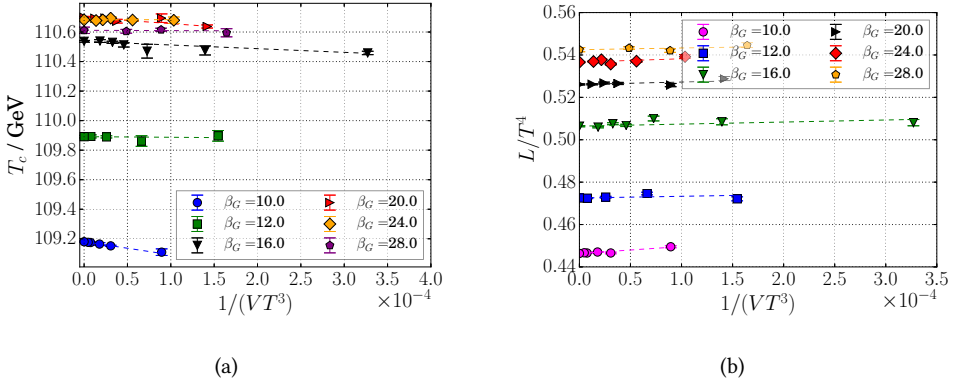 110.6
110.4
110.2
110.0
109.8
109.6
109.4
109.2
T_c / GeV
β_G =10.0
β_G =12.0
β_G =16.0
β_G =20.0
β_G =24.0
β_G =28.0
0.0 0.5 1.0 1.5 2.0 2.5 3.0 3.5 4.0
1/(VT^3) ×10^−4
(a)
0.56
0.54
0.52
0.50
0.48
0.46
0.44
L/T^4
β_G =10.0
β_G =12.0
β_G =16.0
β_G =20.0
β_G =24.0
β_G =28.0
0.0 0.5 1.0 1.5 2.0 2.5 3.0 3.5
1/(VT^3) ×10^−4
(b)